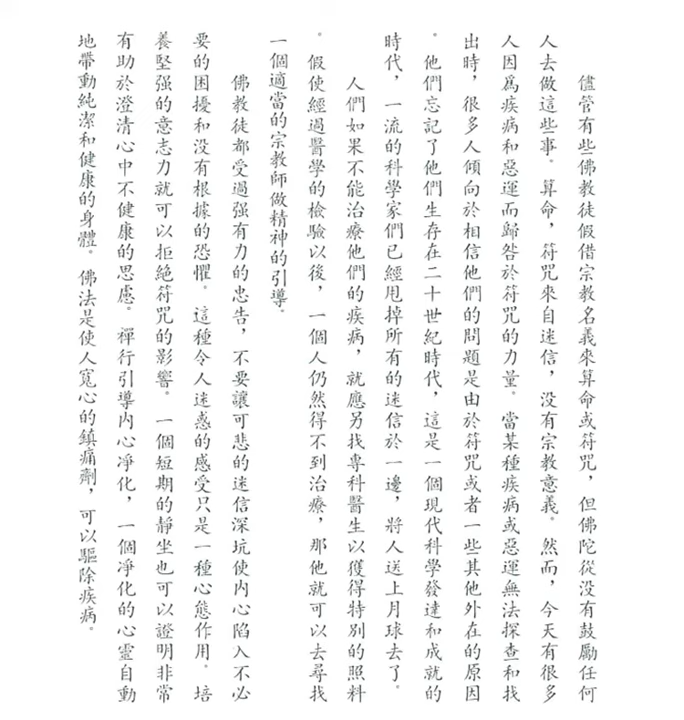 儘管有些佛教徒假借宗教名義來算命或符咒，但佛陀從没有鼓勵任何
人去做這些事。算命，符咒來自迷信，没有宗教意義。然而，今天有很多
人因爲疾病和惡運而歸咎於符咒的力量。當某種疾病或惡運無法探查和找
出時，很多人傾向於相信他們的問題是由於符咒或者一些其他外在的原因
。他們忘記了他們生存在二十世紀時代，這是一個現代科學發達和成就的
時代，一流的科學家們已經甩掉所有的迷信於一邊，將人送上月球去了。
人們如果不能治療他們的疾病，就應另找專科醫生以獲得特別的照料
。假使經過醫學的檢驗以後，一個人仍然得不到治療，那他就可以去尋找
一個適當的宗教師做精神的引導。
佛教徒都受過强有力的忠告，不要讓可悲的迷信深坑使内心陷入不必
要的困擾和没有根據的恐懼。這種令人迷惑的感受只是一種心態作用。培
養堅强的意志力就可以拒絶符咒的影響。一個短期的靜坐也可以證明非常
有助於澄清心中不健康的思慮。禪行引導内心凈化，一個凈化的心靈自動
地帶動純潔和健康的身體。佛法是使人寬心的鎮痛劑，可以驅除疾病。